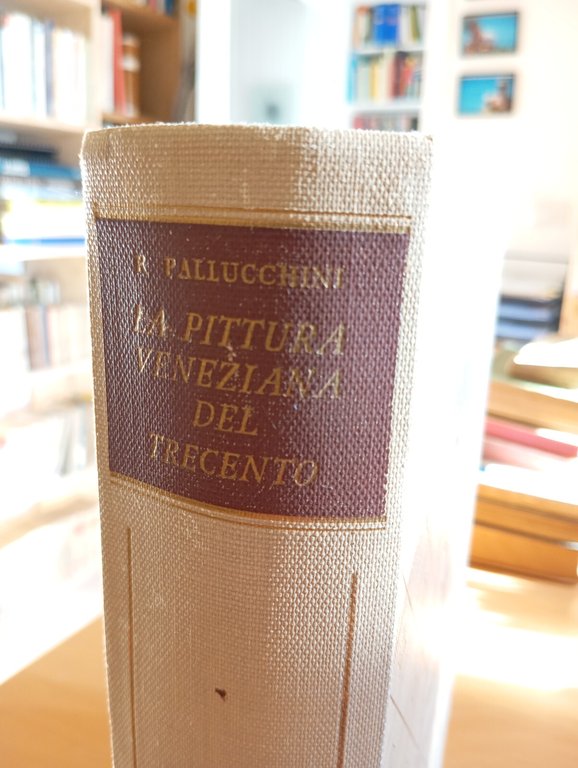 R. PALLUCCHINI
LA PITTURA
VENEZIANA
DEL
TRECENTO